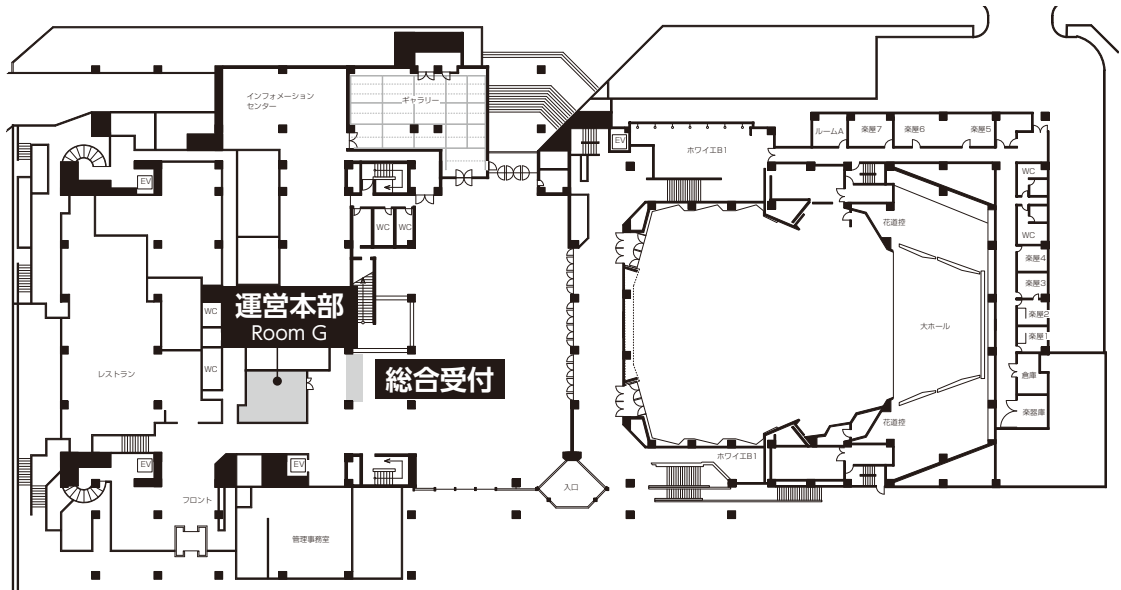 インフォメーション
センター
ギャラリー
EV
ホワイエB1
ルームA
楽屋7
楽屋6
楽屋5
EV
WC
WC
WC
花道控
WC
楽屋4
楽屋3
楽屋2
楽屋1
WC
運営本部
Room G
大ホール
WC
レストラン
総合受付
倉庫
楽器庫
花道控
EV
EV
ホワイエB1
入口
フロント
管理事務室